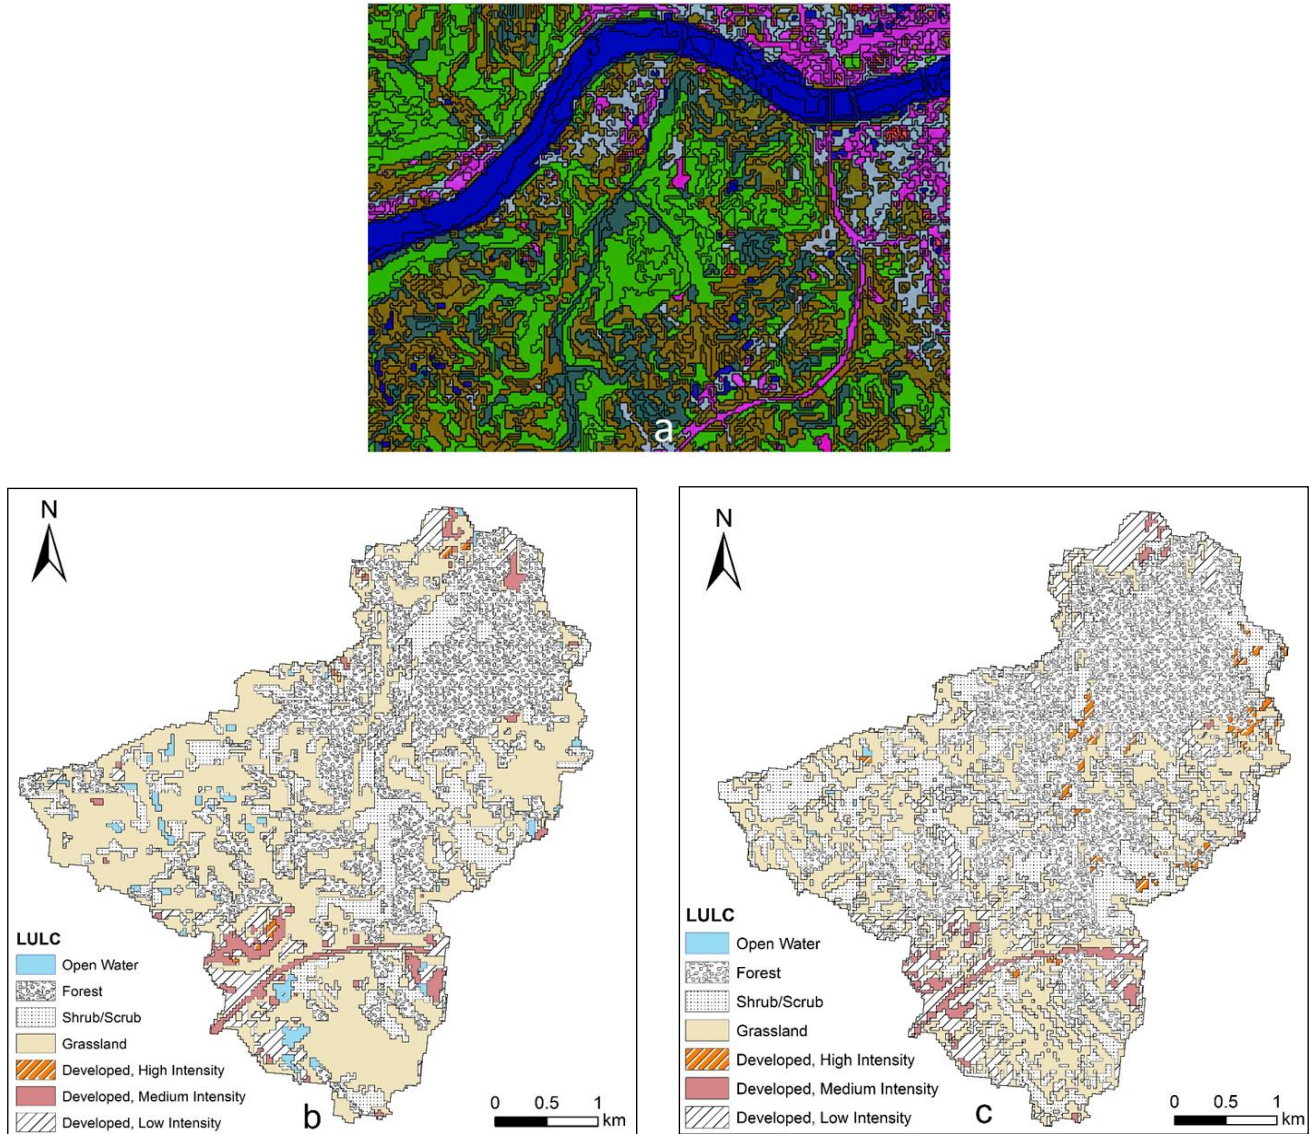 a
N
LULC
Open Water
Forest
Shrub/Scrub
Grassland
Developed, High Intensity
Developed, Medium Intensity
Developed, Low Intensity
b
0 0.5 1
km
N
LULC
Open Water
Forest
Shrub/Scrub
Grassland
Developed, High Intensity
Developed, Medium Intensity
Developed, Low Intensity
c
0 0.5 1
km